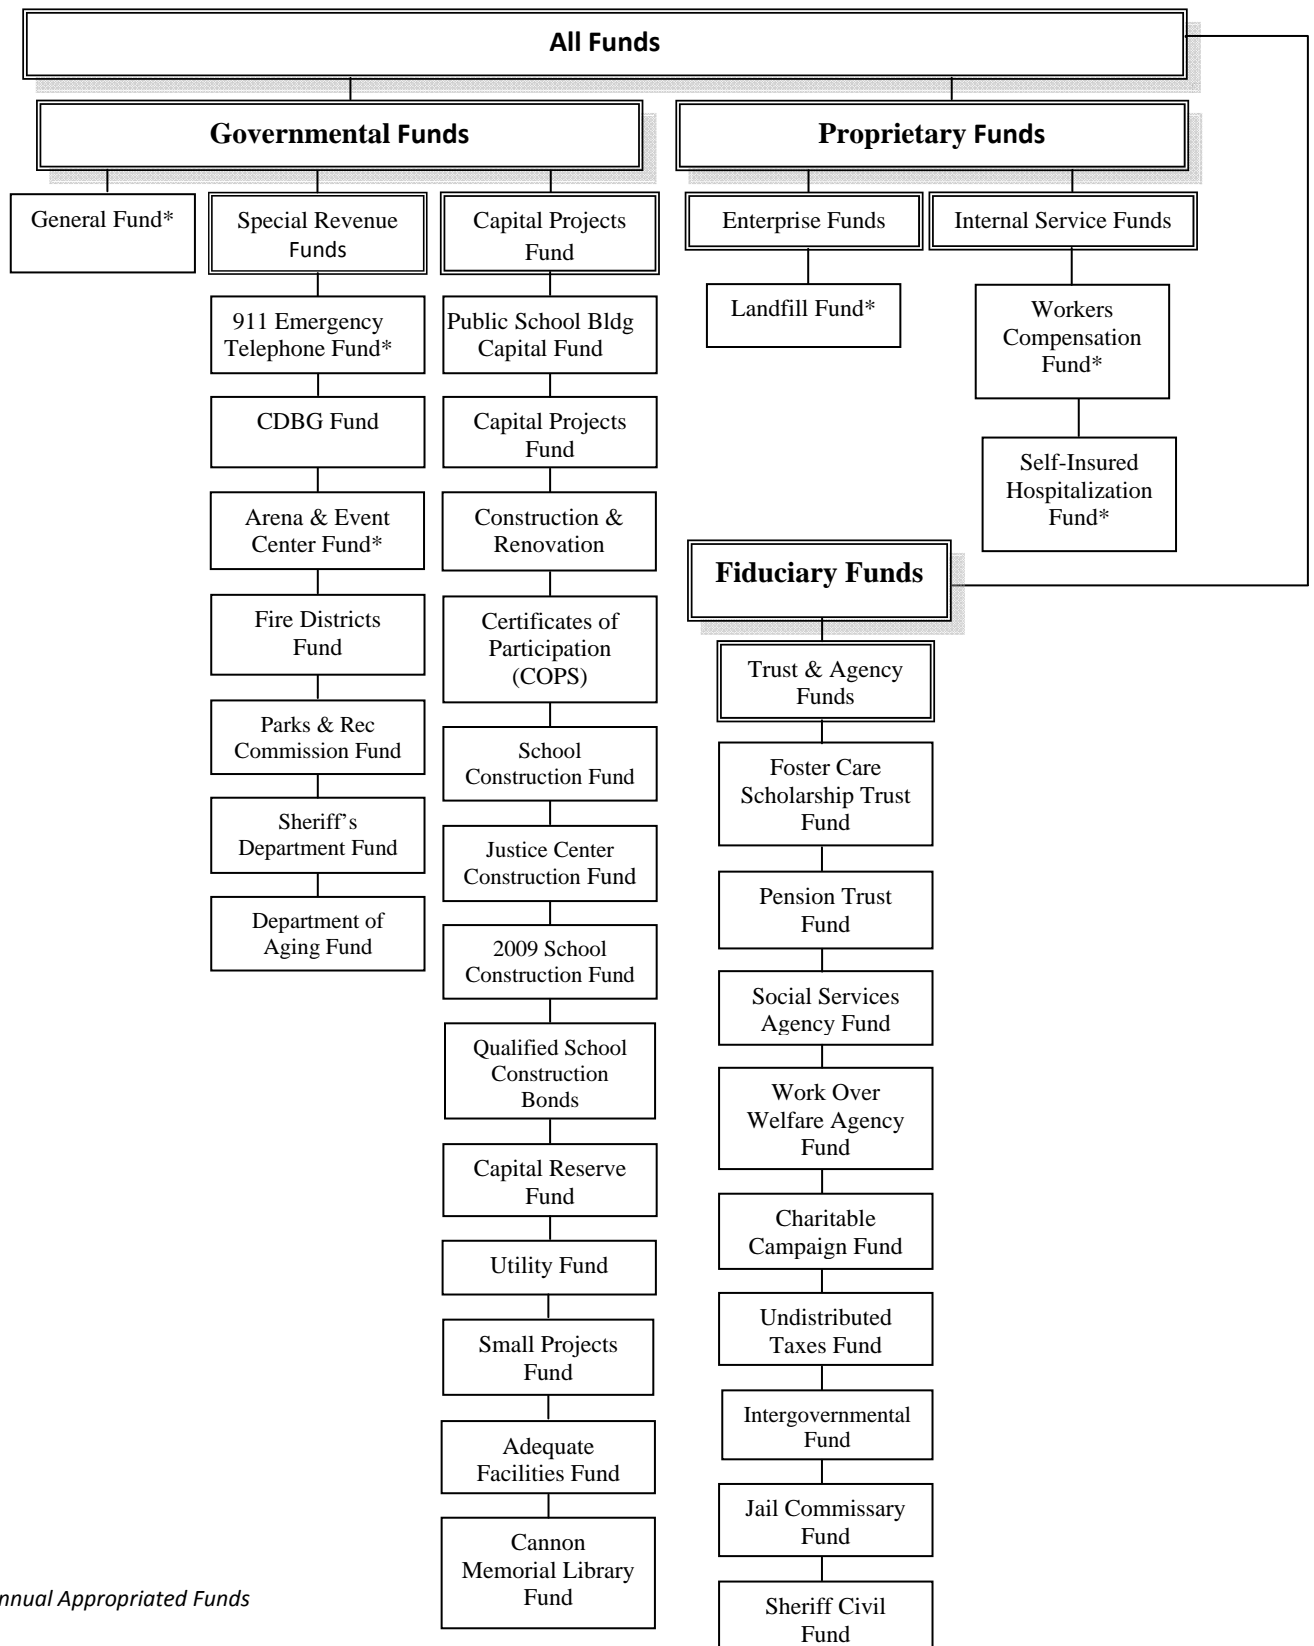 All Funds
Governmental Funds
Proprietary Funds
General Fund*
Special Revenue
Funds
911 Emergency
Telephone Fund*
CDBG Fund
Arena & Event
Center Fund*
Fire Districts
Fund
Parks & Rec
Commission Fund
Sheriff's
Department Fund
Department of
Aging Fund
Capital Projects
Fund
Public School Bldg
Capital Fund
Capital Projects
Fund
Construction &
Renovation
Certificates of
Participation
(COPS)
School
Construction Fund
Justice Center
Construction Fund
2009 School
Construction Fund
Qualified School
Construction
Bonds
Capital Reserve
Fund
Utility Fund
Small Projects
Fund
Adequate
Facilities Fund
Cannon
Memorial Library
Fund
Enterprise Funds
Landfill Fund*
Internal Service Funds
Workers
Compensation
Fund*
Self-Insured
Hospitalization
Fund*
Fiduciary Funds
Trust & Agency
Funds
Foster Care
Scholarship Trust
Fund
Pension Trust
Fund
Social Services
Agency Fund
Work Over
Welfare Agency
Fund
Charitable
Campaign Fund
Undistributed
Taxes Fund
Intergovernmental
Fund
Jail Commissary
Fund
Sheriff Civil
Fund
nnual Appropriated Funds